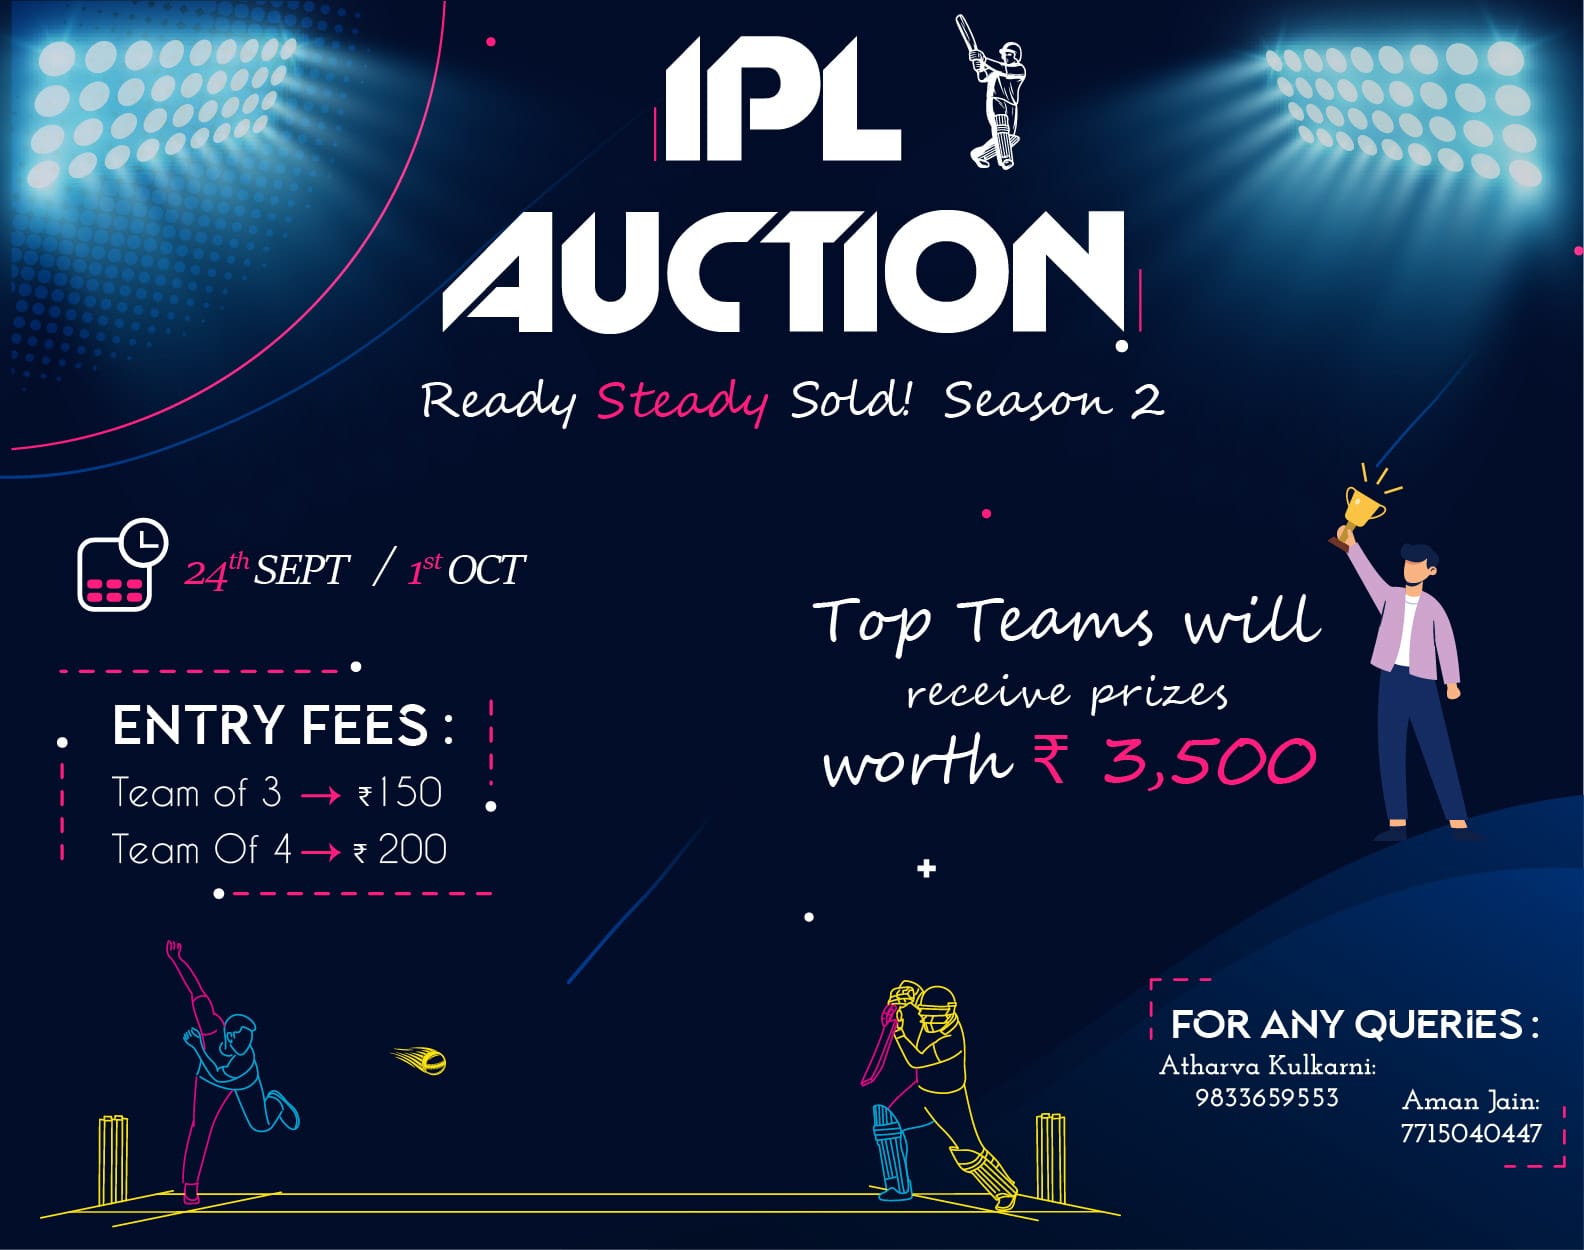 IPL
AUCTION
Ready Steady Sold! Season 2
24th SEPT / 1st OCT
ENTRY FEES :
Team of 3 → ₹150
Team Of 4 → ₹ 200
Top Teams will
receive prizes
worth ₹ 3,500
FOR ANY QUERIES :
Atharva Kulkarni:
9833659553
Aman Jain:
7715040447